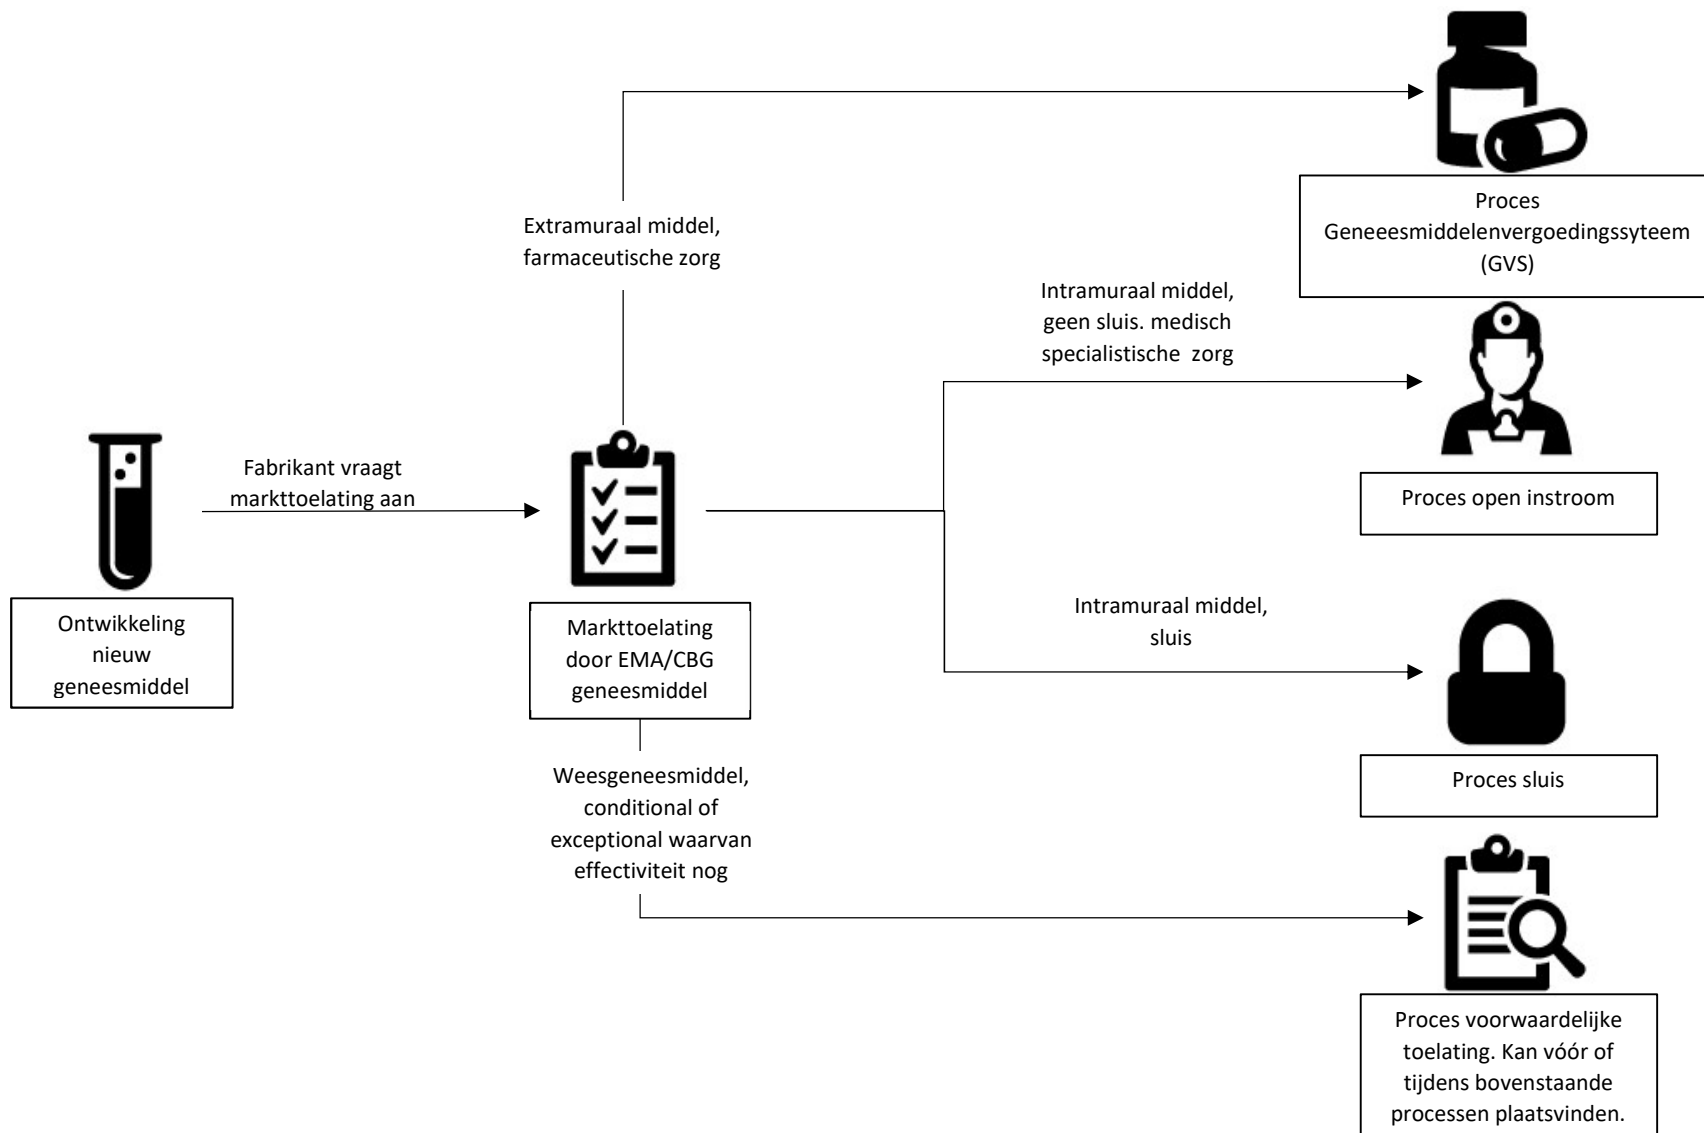 Proces
Geneeesmiddelenvergoedingssyteem
(GVS)
Extramuraal middel,
farmaceutische zorg
Intramuraal middel,
geen sluis. medisch
specialistische  zorg
Fabrikant vraagt
markttoelating aan
Proces open instroom
Ontwikkeling
nieuw
geneesmiddel
Markttoelating
door EMA/CBG
geneesmiddel
Intramuraal middel,
sluis
Proces sluis
Weesgeneesmiddel,
conditional of
exceptional waarvan
effectiviteit nog
Proces voorwaardelijke
toelating. Kan vóór of
tijdens bovenstaande
processen plaatsvinden.